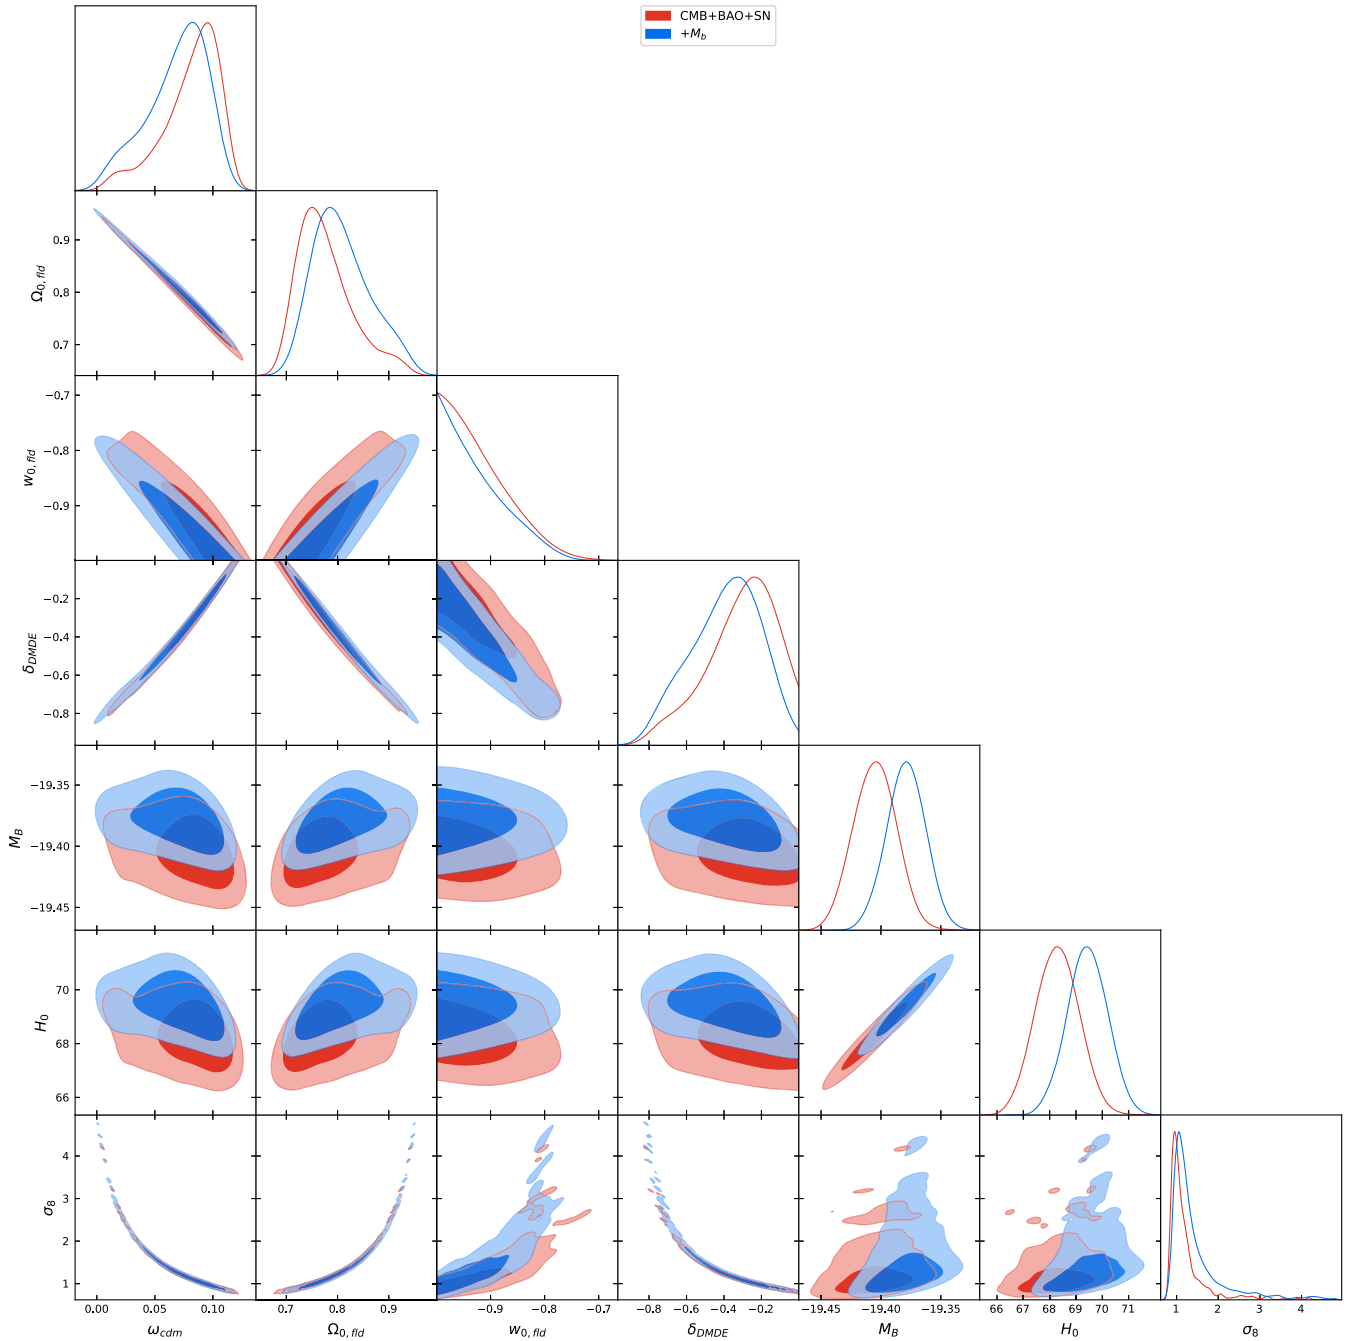 CMB+BAO+SN
+M_b
0.9
0.8
0.7
Ω_{0,fld}
−0.7
−0.8
−0.9
w_{0,fld}
−0.2
−0.4
−0.6
−0.8
δ_{DMDE}
−19.35
−19.40
−19.45
M_B
70
68
66
H_0
4
3
2
1
σ_8
0.00 0.05 0.10
0.7 0.8 0.9
−0.9 −0.8 −0.7
−0.8 −0.6 −0.4 −0.2
−19.45 −19.40 −19.35
66 67 68 69 70 71
1 2 3 4
ω_{cdm} Ω_{0,fld} w_{0,fld} δ_{DMDE} M_B H_0 σ_8